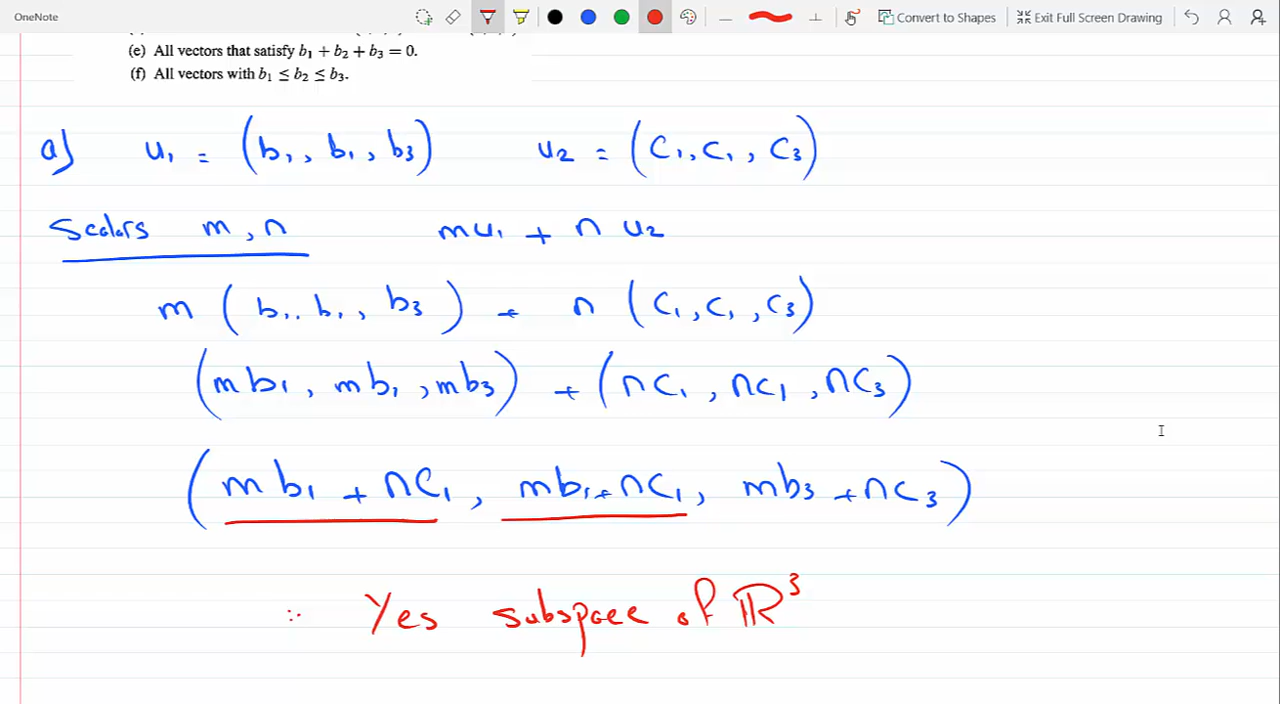 OneNote
Convert to Shapes
Exit Full Screen Drawing
(e) All vectors that satisfy b₁ + b₂ + b₃ = 0.
(f) All vectors with b₁ ≤ b₂ ≤ b₃.
a) u₁ = (b₁, b₁, b₃) u₂ = (c₁, c₁, c₃)
Scalars m, n mu₁ + n u₂
m (b₁, b₁, b₃) + n (c₁, c₁, c₃)
(mb₁, mb₁, mb₃) + (nc₁, nc₁, nc₃)
(mb₁ + nc₁, mb₁+nc₁, mb₃ + nc₃)
∴ Yes subspace of ℝ³